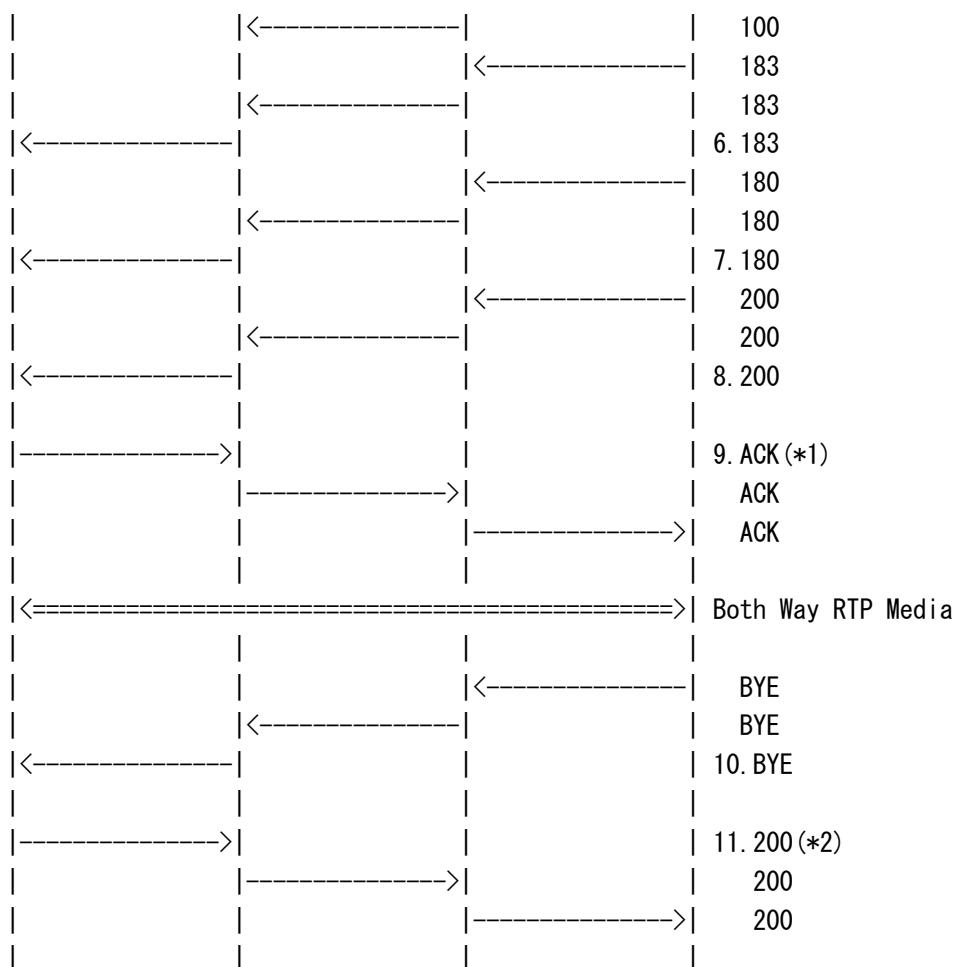 |                |<---------------|                | 100
|                |                |<---------------| 183
|                |<---------------|                | 183
|<---------------|                |                | 6.183
|                |                |<---------------| 180
|                |<---------------|                | 180
|<---------------|                |                | 7.180
|                |                |<---------------| 200
|                |<---------------|                | 200
|<---------------|                |                | 8.200
|                |                |                |
|--------------->|                |                | 9.ACK(*1)
|                |--------------->|                | ACK
|                |                |--------------->| ACK
|                |                |                |
|<================================================>| Both Way RTP Media
|                |                |                |
|                |                |<---------------| BYE
|                |<---------------|                | BYE
|<---------------|                |                | 10.BYE
|                |                |                |
|--------------->|                |                | 11.200(*2)
|                |--------------->|                | 200
|                |                |--------------->| 200
|                |                |                |